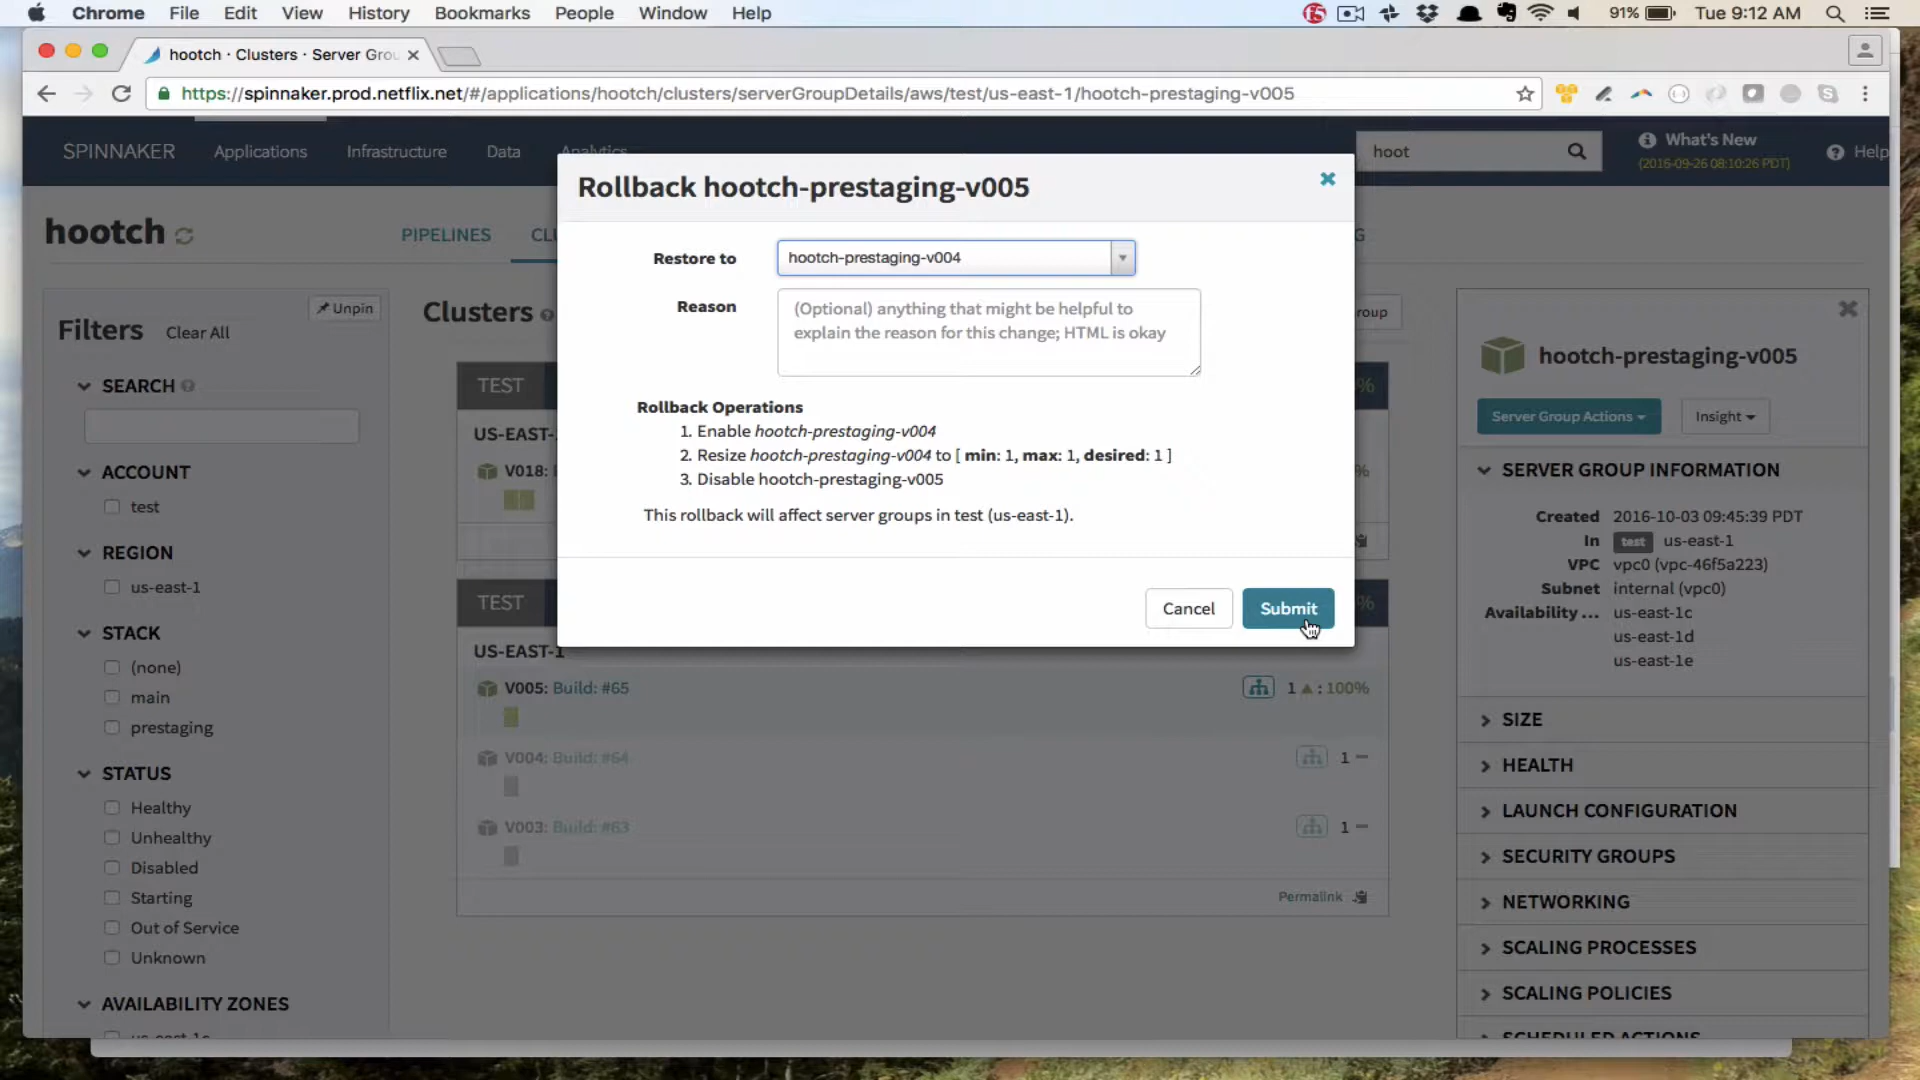 Chrome File Edit View History Bookmarks People Window Help 91% Tue 9:12 AM
hootch · Clusters · Server Gro
https://spinnaker.prod.netflix.net/#/applications/hootch/clusters/serverGroupDetails/aws/test/us-east-1/hootch-prestaging-v005
SPINNAKER Applications Infrastructure Data Analytics hoot What's New
(2016-09-26 08:10:26 PDT)
Help
hootch PIPELINES CLU G
Rollback hootch-prestaging-v005
Restore to hootch-prestaging-v004
Reason (Optional) anything that might be helpful to
explain the reason for this change; HTML is okay
Rollback Operations
1. Enable hootch-prestaging-v004
2. Resize hootch-prestaging-v004 to [ min: 1, max: 1, desired: 1 ]
3. Disable hootch-prestaging-v005
This rollback will affect server groups in test (us-east-1).
Cancel Submit
Unpin
Filters Clear All
SEARCH
ACCOUNT
test
REGION
us-east-1
STACK
(none)
main
prestaging
STATUS
Healthy
Unhealthy
Disabled
Starting
Out of Service
Unknown
AVAILABILITY ZONES
us-east-1c
Clusters roup
TEST %
US-EAST-
V018: %
TEST %
US-EAST-1
V005: Build: #65 1 : 100%
V004: Build: #64 1
V003: Build: #63 1
Permalink
hootch-prestaging-v005
Server Group Actions Insight
SERVER GROUP INFORMATION
Created 2016-10-03 09:45:39 PDT
In test us-east-1
VPC vpc0 (vpc-46f5a223)
Subnet internal (vpc0)
Availability ... us-east-1c
us-east-1d
us-east-1e
SIZE
HEALTH
LAUNCH CONFIGURATION
SECURITY GROUPS
NETWORKING
SCALING PROCESSES
SCALING POLICIES
SCHEDULED ACTIONS